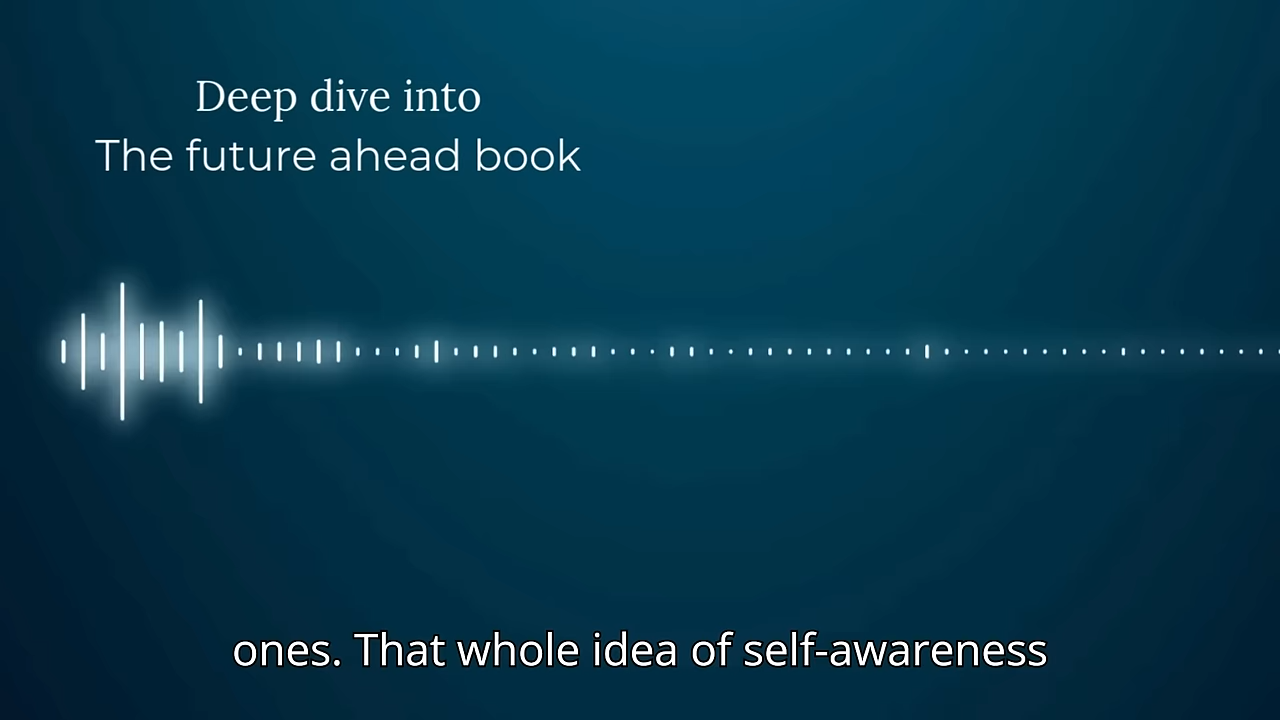 Deep dive into
The future ahead book
ones. That whole idea of self-awareness